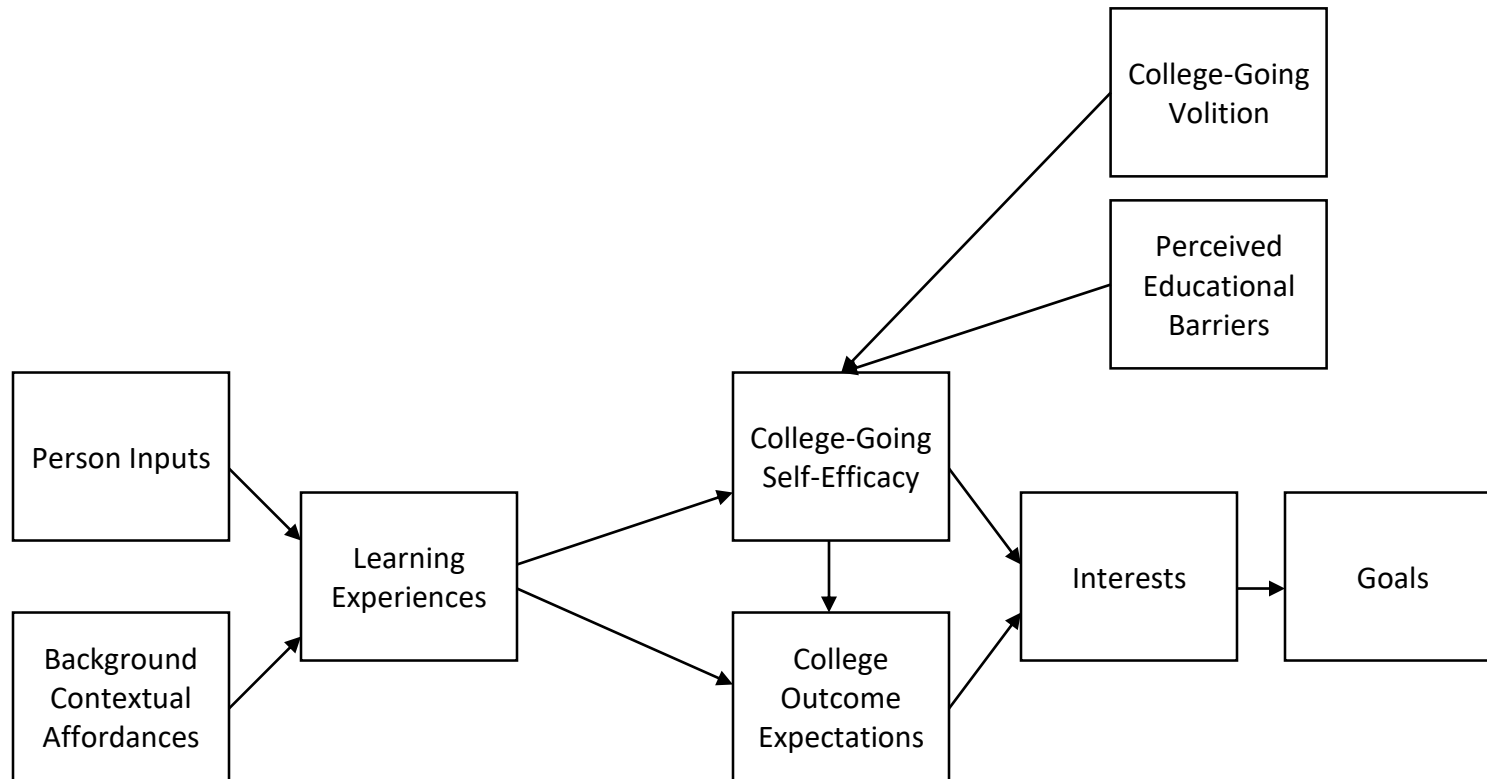 College-Going
Volition
Perceived
Educational
Barriers
Person Inputs
College-Going
Self-Efficacy
Learning
Experiences
Interests
Goals
Background
Contextual
Affordances
College
Outcome
Expectations